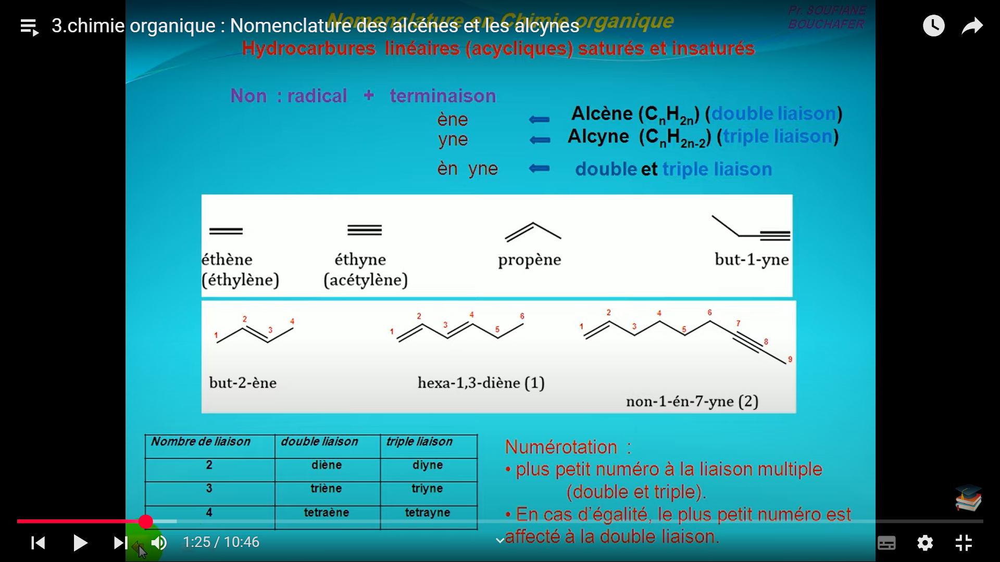 3.chimie organique : Nomenclature des alcénes et les alcynes
Nomenclature en Chimie organique
Pr. SOUFIANE
BOUCHAFER
Hydrocarbures linéaires (acycliques) saturés et insaturés
Non : radical + terminaison
ène ⇐ Alcène (CnH2n) (double liaison)
yne ⇐ Alcyne (CnH2n-2) (triple liaison)
èn yne ⇐ double et triple liaison
éthène éthyne propène but-1-yne
(éthylène) (acétylène)
1 2 3 4
1 2 3 4 5 6
1 2 3 4 5 6 7 8 9
but-2-ène hexa-1,3-diène (1)
non-1-én-7-yne (2)
Nombre de liaison double liaison triple liaison
2 diène diyne
3 triène triyne
4 tetraène tetrayne
Numérotation :
• plus petit numéro à la liaison multiple
(double et triple).
• En cas d'égalité, le plus petit numéro est
affecté à la double liaison.
1:25 / 10:46